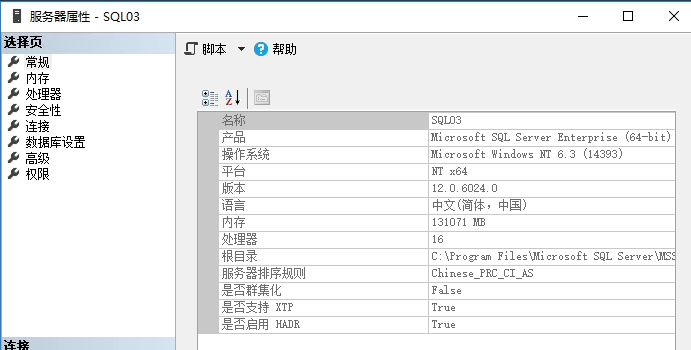 服务器属性 - SQL03
选择页
常规
内存
处理器
安全性
连接
数据库设置
高级
权限
连接
脚本 帮助
名称 SQL03
产品 Microsoft SQL Server Enterprise (64-bit)
操作系统 Microsoft Windows NT 6.3 (14393)
平台 NT x64
版本 12.0.6024.0
语言 中文(简体，中国)
内存 131071 MB
处理器 16
根目录 C:\Program Files\Microsoft SQL Server\MSS
服务器排序规则 Chinese_PRC_CI_AS
是否群集化 False
是否支持 XTP True
是否启用 HADR True